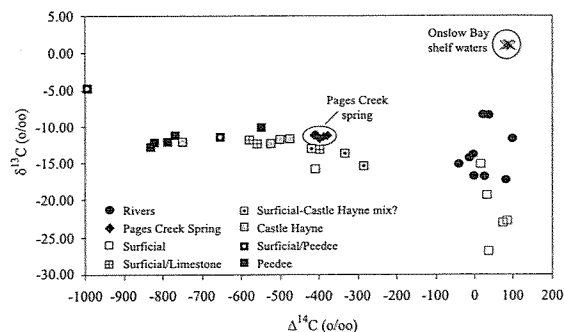 5.00
0.00
-5.00
-10.00
-15.00
-20.00
-25.00
-30.00
δ¹³C (o/oo)
Onslow Bay
shelf waters
Pages Creek
spring
Rivers
Pages Creek Spring
Surficial
Surficial/Limestone
Surficial-Castle Hayne mix?
Castle Hayne
Surficial/Peedee
Peedee
-1000 -900 -800 -700 -600 -500 -400 -300 -200 -100 0 100 200
Δ¹⁴C (o/oo)